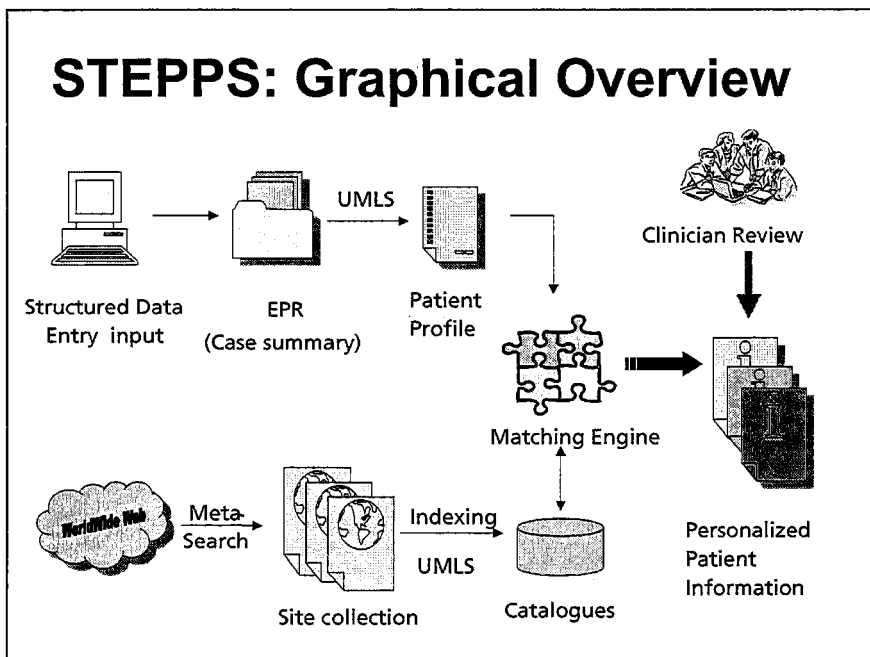 STEPPS: Graphical Overview
UMLS
Clinician Review
Structured Data
Entry input
EPR
(Case summary)
Patient
Profile
Matching Engine
WorldWide Web
Meta-
Search
Indexing
UMLS
Site collection
Catalogues
Personalized
Patient
Information